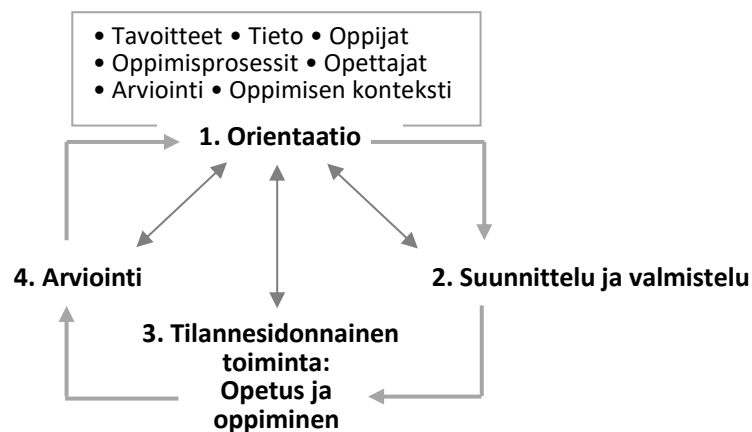 • Tavoitteet • Tieto • Oppijat
• Oppimisprosessit • Opettajat
• Arviointi • Oppimisen konteksti
1. Orientaatio
4. Arviointi
2. Suunnittelu ja valmistelu
3. Tilannesidonnainen
toiminta:
Opetus ja
oppiminen